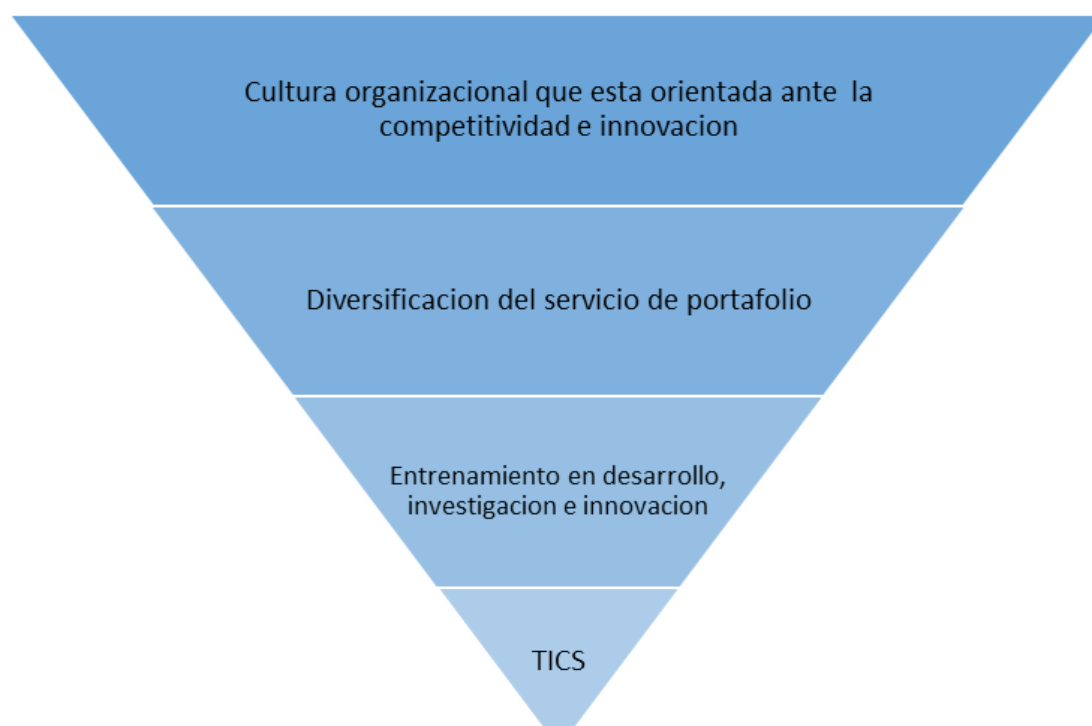 Cultura organizacional que esta orientada ante  la
competitividad e innovacion
Diversificacion del servicio de portafolio
Entrenamiento en desarrollo,
investigacion e innovacion
TICS